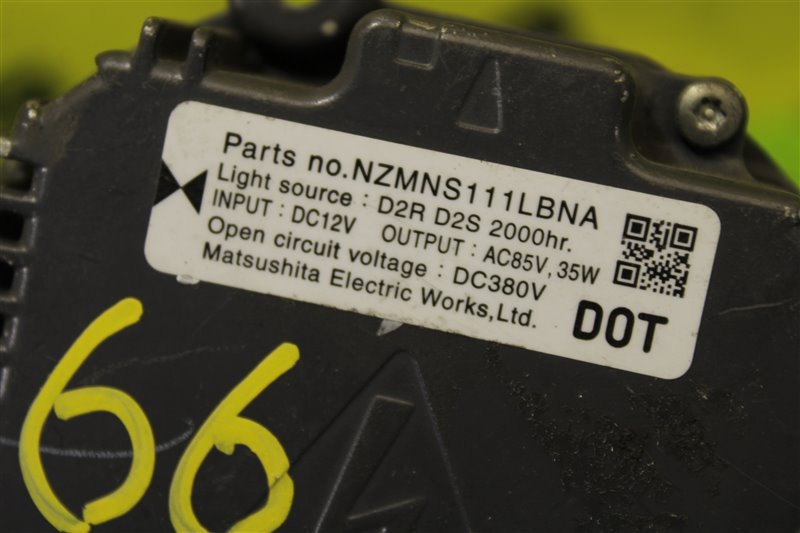 Parts no.NZMNS111LBNA
Light source : D2R D2S 2000hr.
INPUT : DC12V OUTPUT : AC85V, 35W
Open circuit voltage : DC380V
Matsushita Electric Works,Ltd.
DOT
66